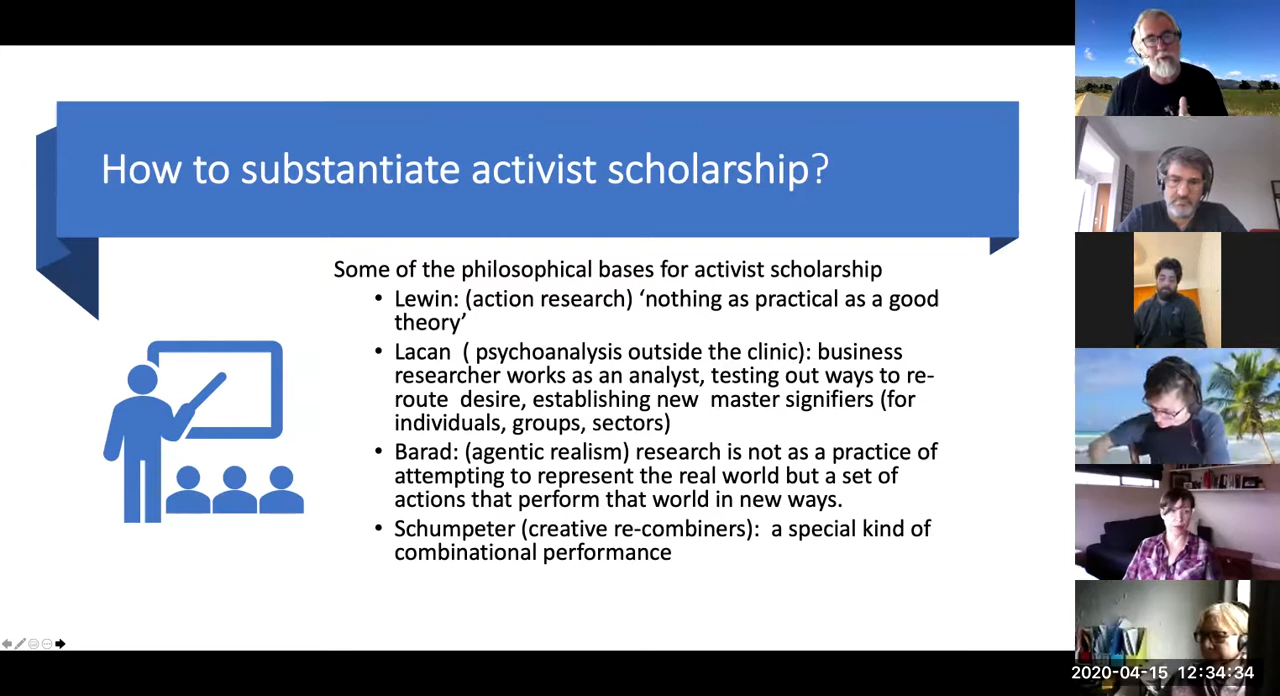 How to substantiate activist scholarship?
Some of the philosophical bases for activist scholarship
• Lewin: (action research) ‘nothing as practical as a good
theory’
• Lacan ( psychoanalysis outside the clinic): business
researcher works as an analyst, testing out ways to re-
route desire, establishing new master signifiers (for
individuals, groups, sectors)
• Barad: (agentic realism) research is not as a practice of
attempting to represent the real world but a set of
actions that perform that world in new ways.
• Schumpeter (creative re-combiners): a special kind of
combinational performance
2020-04-15 12:34:34